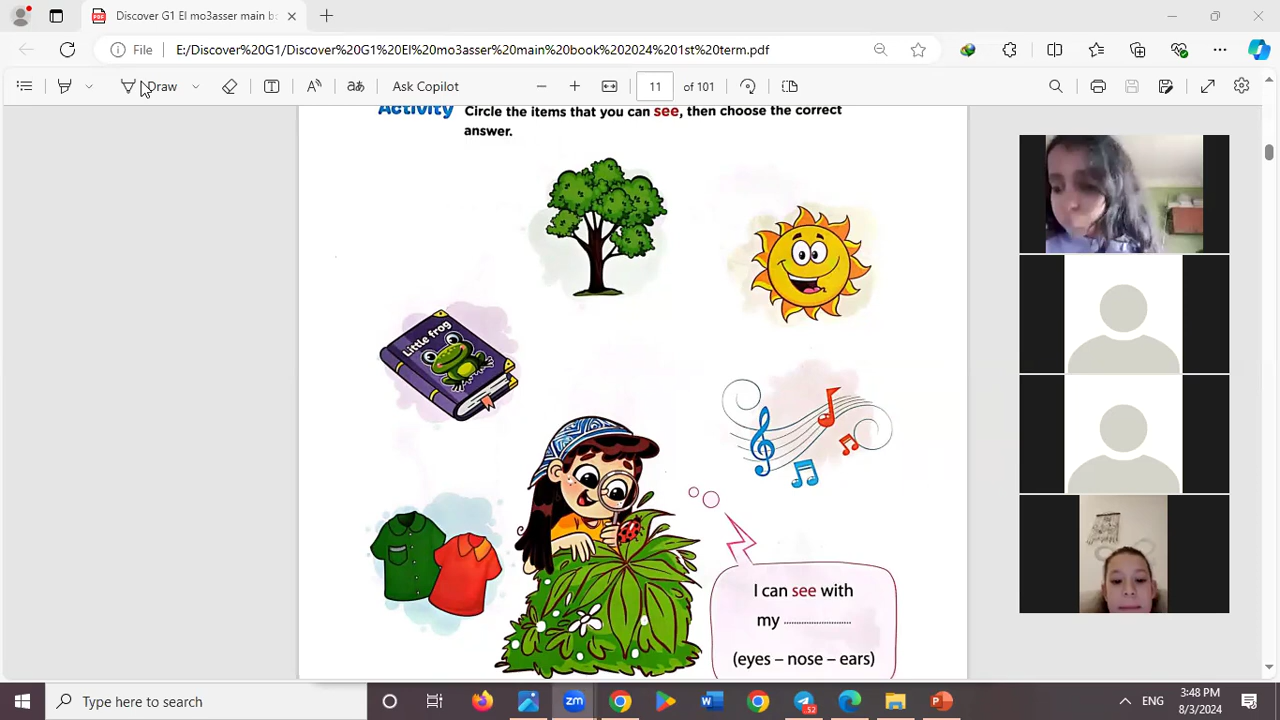 Discover G1 El mo3asser main bo
File
E:/Discover%20G1/Discover%20G1%20El%20mo3asser%20main%20book%202024%201st%20term.pdf
Draw
Ask Copilot
11 of 101
Activity Circle the items that you can see, then choose the correct
answer.
Little frog
I can see with
my ........................
(eyes – nose – ears)
Type here to search
zm
52
ENG
3:48 PM
8/3/2024